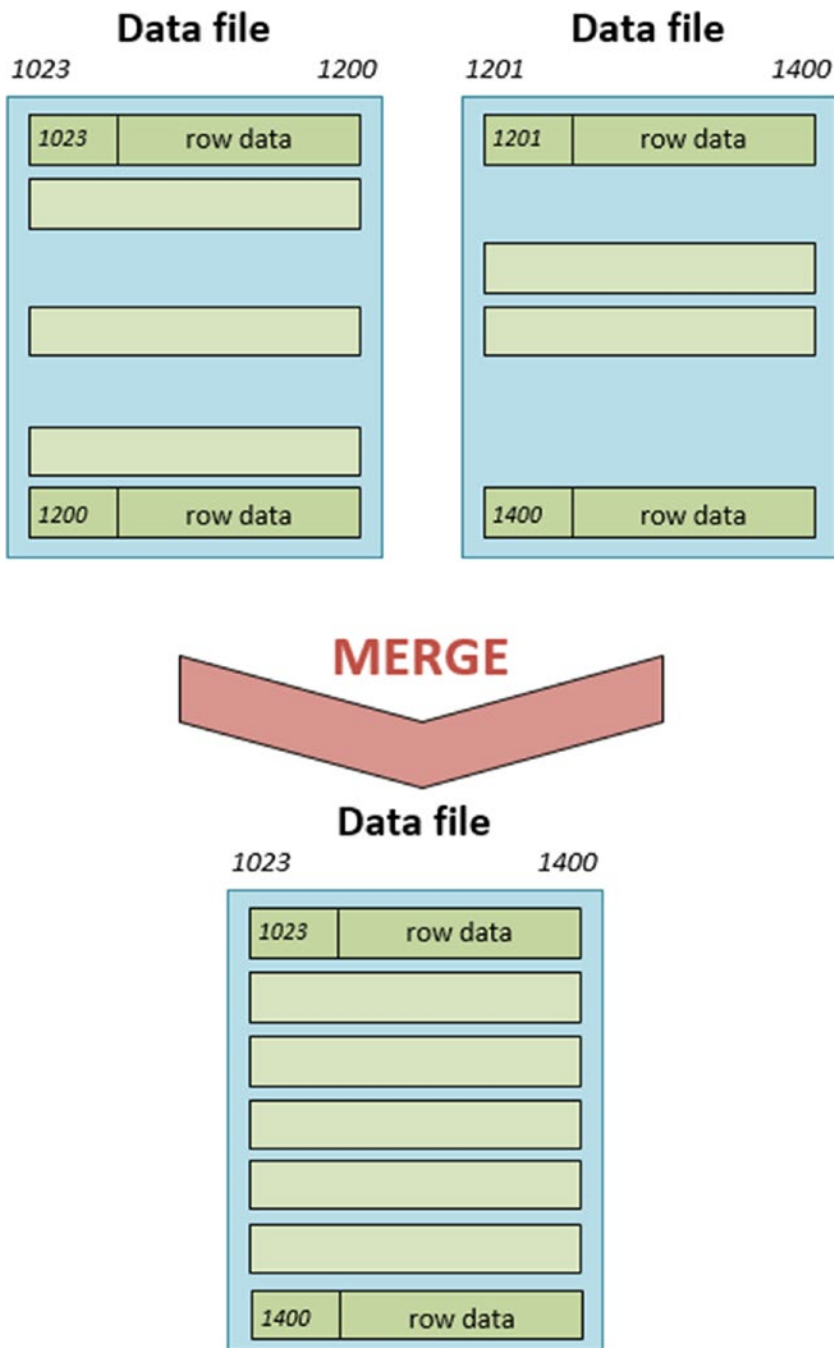 Data file
1023 1200
1023 row data
1200 row data
Data file
1201 1400
1201 row data
1400 row data
MERGE
Data file
1023 1400
1023 row data
1400 row data